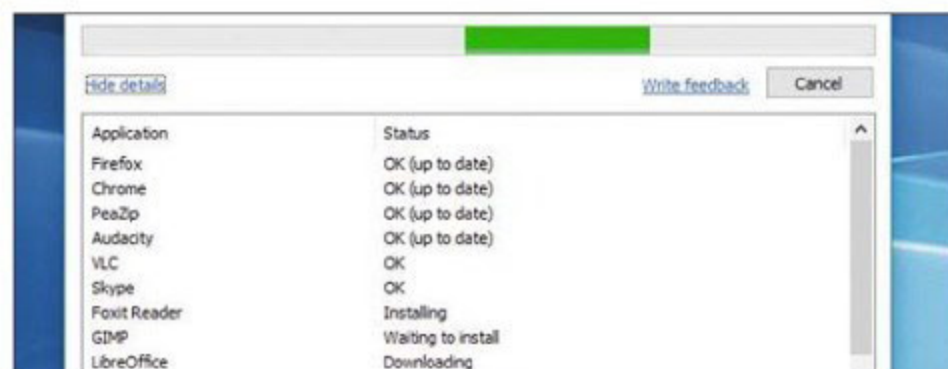 Hide details Write feedback Cancel
Application Status
Firefox OK (up to date)
Chrome OK (up to date)
PeaZip OK (up to date)
Audacity OK (up to date)
VLC OK
Skype OK
Foxit Reader Installing
GIMP Waiting to install
LibreOffice Downloading